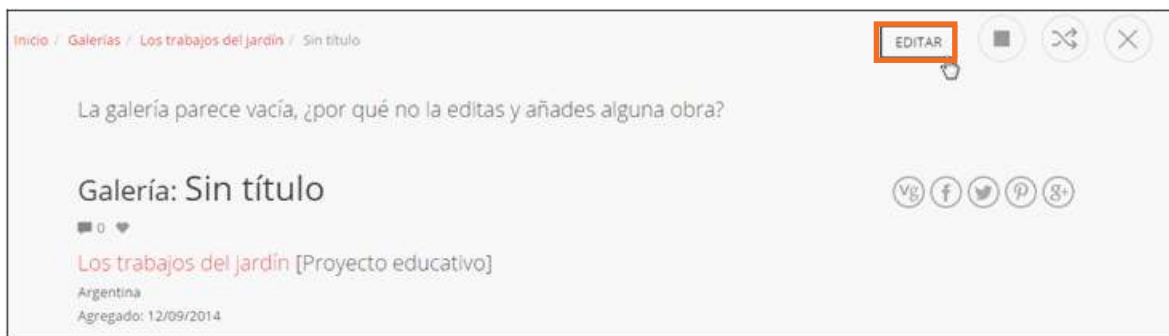 Inicio / Galerías / Los trabajos del jardín / Sin título
EDITAR
La galería parece vacía, ¿por qué no la editas y añades alguna obra?
Galería: Sin título
0
Los trabajos del jardín [Proyecto educativo]
Argentina
Agregado: 12/09/2014
vg f p g+